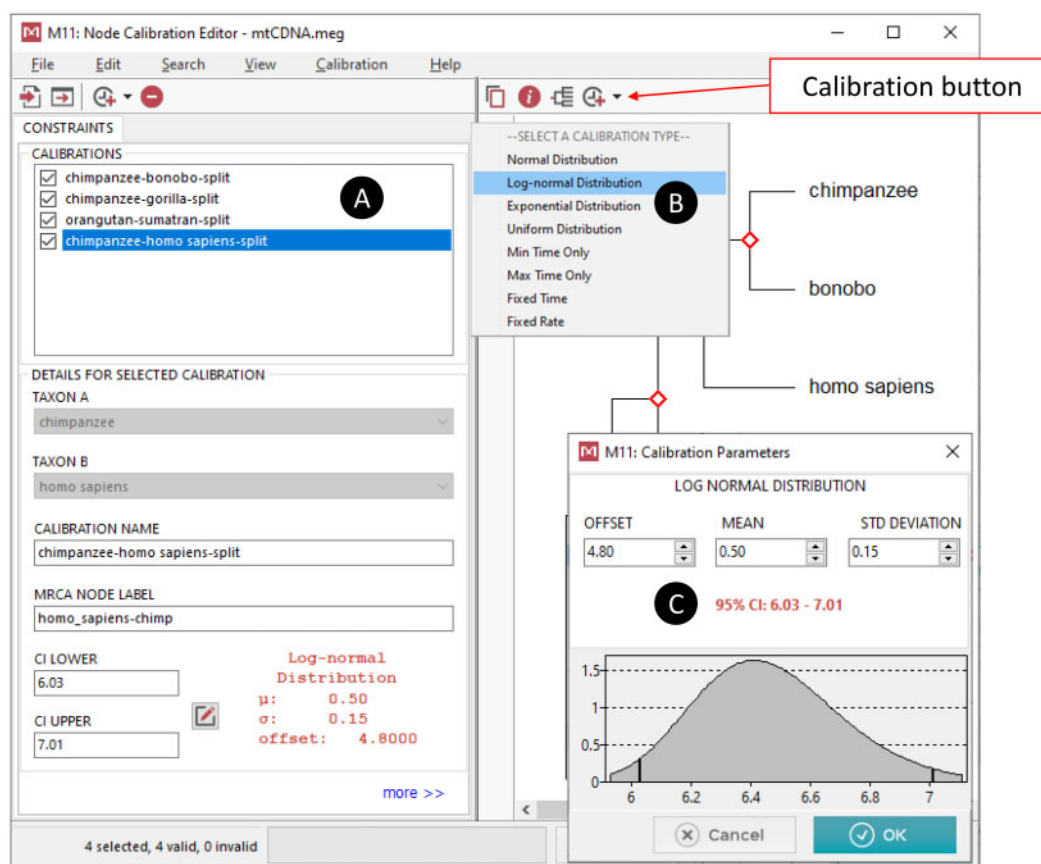 M11: Node Calibration Editor - mtCDNA.meg
File Edit Search View Calibration Help
Calibration button
CONSTRAINTS
CALIBRATIONS
chimpanzee-bonobo-split
chimpanzee-gorilla-split
orangutan-sumatran-split
chimpanzee-homo sapiens-split
A
--SELECT A CALIBRATION TYPE--
Normal Distribution
Log-normal Distribution
Exponential Distribution
Uniform Distribution
Min Time Only
Max Time Only
Fixed Time
Fixed Rate
B
chimpanzee
bonobo
homo sapiens
DETAILS FOR SELECTED CALIBRATION
TAXON A
chimpanzee
TAXON B
homo sapiens
CALIBRATION NAME
chimpanzee-homo sapiens-split
MRCA NODE LABEL
homo_sapiens-chimp
CI LOWER
6.03
CI UPPER
7.01
Log-normal
Distribution
μ: 0.50
σ: 0.15
offset: 4.8000
more >>
4 selected, 4 valid, 0 invalid
M11: Calibration Parameters
LOG NORMAL DISTRIBUTION
OFFSET MEAN STD DEVIATION
4.80 0.50 0.15
C
95% CI: 6.03 - 7.01
1.5
1
0.5
0
6 6.2 6.4 6.6 6.8 7
Cancel OK